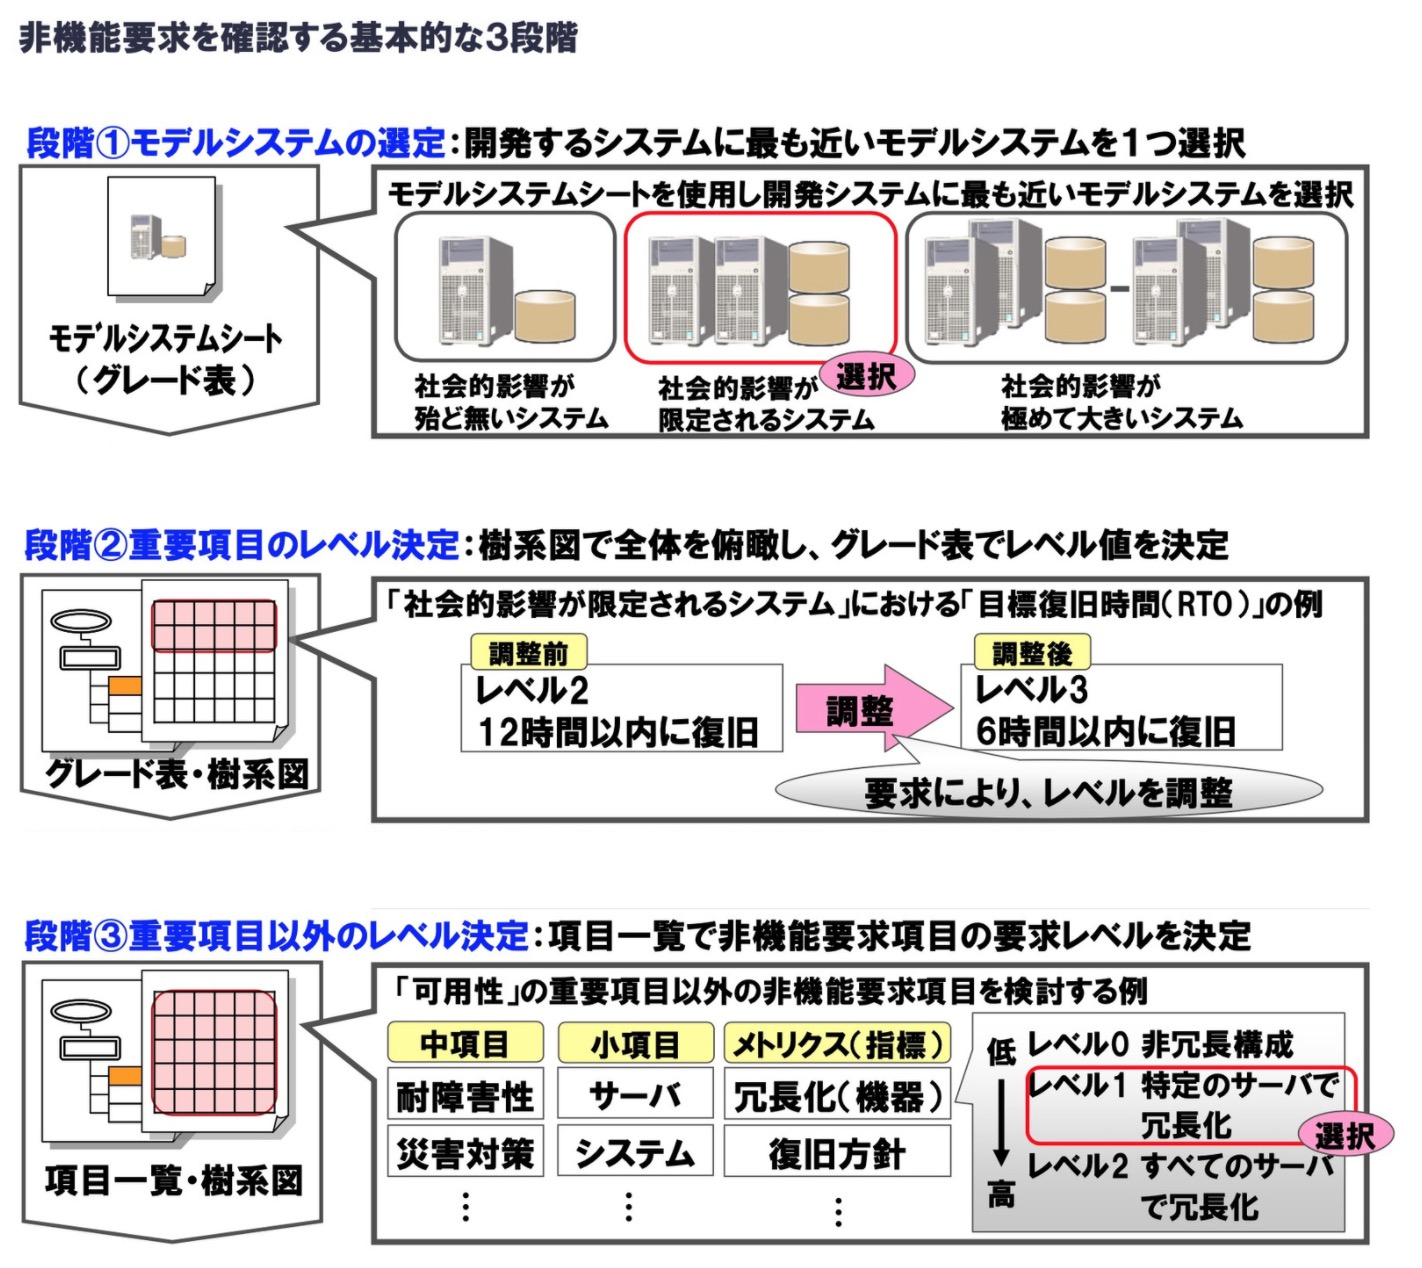 非機能要求を確認する基本的な3段階
段階①モデルシステムの選定：開発するシステムに最も近いモデルシステムを1つ選択
モデルシステムシート
（グレード表）
モデルシステムシートを使用し開発システムに最も近いモデルシステムを選択
社会的影響が
殆ど無いシステム
社会的影響が
限定されるシステム
選択
社会的影響が
極めて大きいシステム
段階②重要項目のレベル決定：樹系図で全体を俯瞰し、グレード表でレベル値を決定
グレード表・樹系図
「社会的影響が限定されるシステム」における「目標復旧時間（RTO）」の例
調整前
レベル2
12時間以内に復旧
調整
調整後
レベル3
6時間以内に復旧
要求により、レベルを調整
段階③重要項目以外のレベル決定：項目一覧で非機能要求項目の要求レベルを決定
項目一覧・樹系図
「可用性」の重要項目以外の非機能要求項目を検討する例
中項目 小項目 メトリクス（指標）
耐障害性 サーバ 冗長化（機器）
災害対策 システム 復旧方針
⋮ ⋮ ⋮
低
高
レベル0 非冗長構成
レベル1 特定のサーバで
冗長化
選択
レベル2 すべてのサーバ
で冗長化